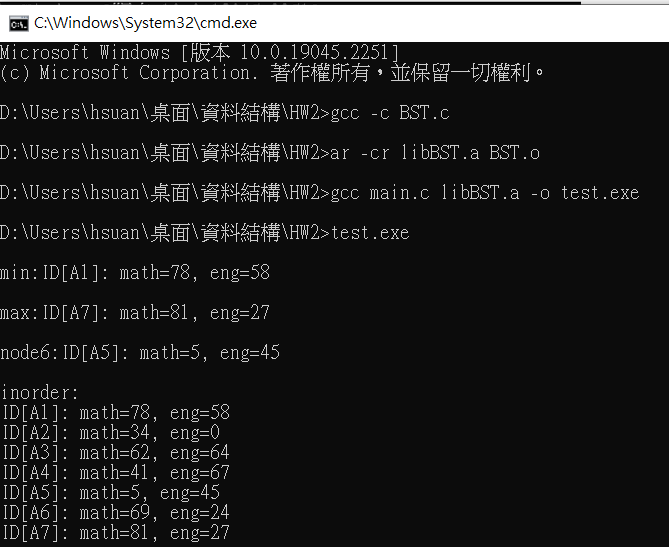 C:\Windows\System32\cmd.exe
Microsoft Windows [版本 10.0.19045.2251]
(c) Microsoft Corporation. 著作權所有，並保留一切權利。
D:\Users\hsuan\桌面\資料結構\HW2>gcc -c BST.c
D:\Users\hsuan\桌面\資料結構\HW2>ar -cr libBST.a BST.o
D:\Users\hsuan\桌面\資料結構\HW2>gcc main.c libBST.a -o test.exe
D:\Users\hsuan\桌面\資料結構\HW2>test.exe
min:ID[A1]: math=78, eng=58
max:ID[A7]: math=81, eng=27
node6:ID[A5]: math=5, eng=45
inorder:
ID[A1]: math=78, eng=58
ID[A2]: math=34, eng=0
ID[A3]: math=62, eng=64
ID[A4]: math=41, eng=67
ID[A5]: math=5, eng=45
ID[A6]: math=69, eng=24
ID[A7]: math=81, eng=27